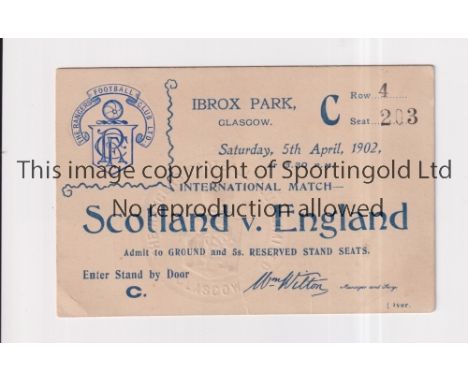 THE RANGERS FOOTBALL CLUB LTD.
IBROX PARK,
GLASGOW.
C
Row 4
Seat 203
Saturday, 5th April, 1902,
This image is copyright of Sportingold Ltd
INTERNATIONAL MATCH—
No reproduction allowed
Scotland v. England
Admit to GROUND and 5s. RESERVED STAND SEATS.
Enter Stand by Door
C.
Wm Wilton
Manager and Secy.